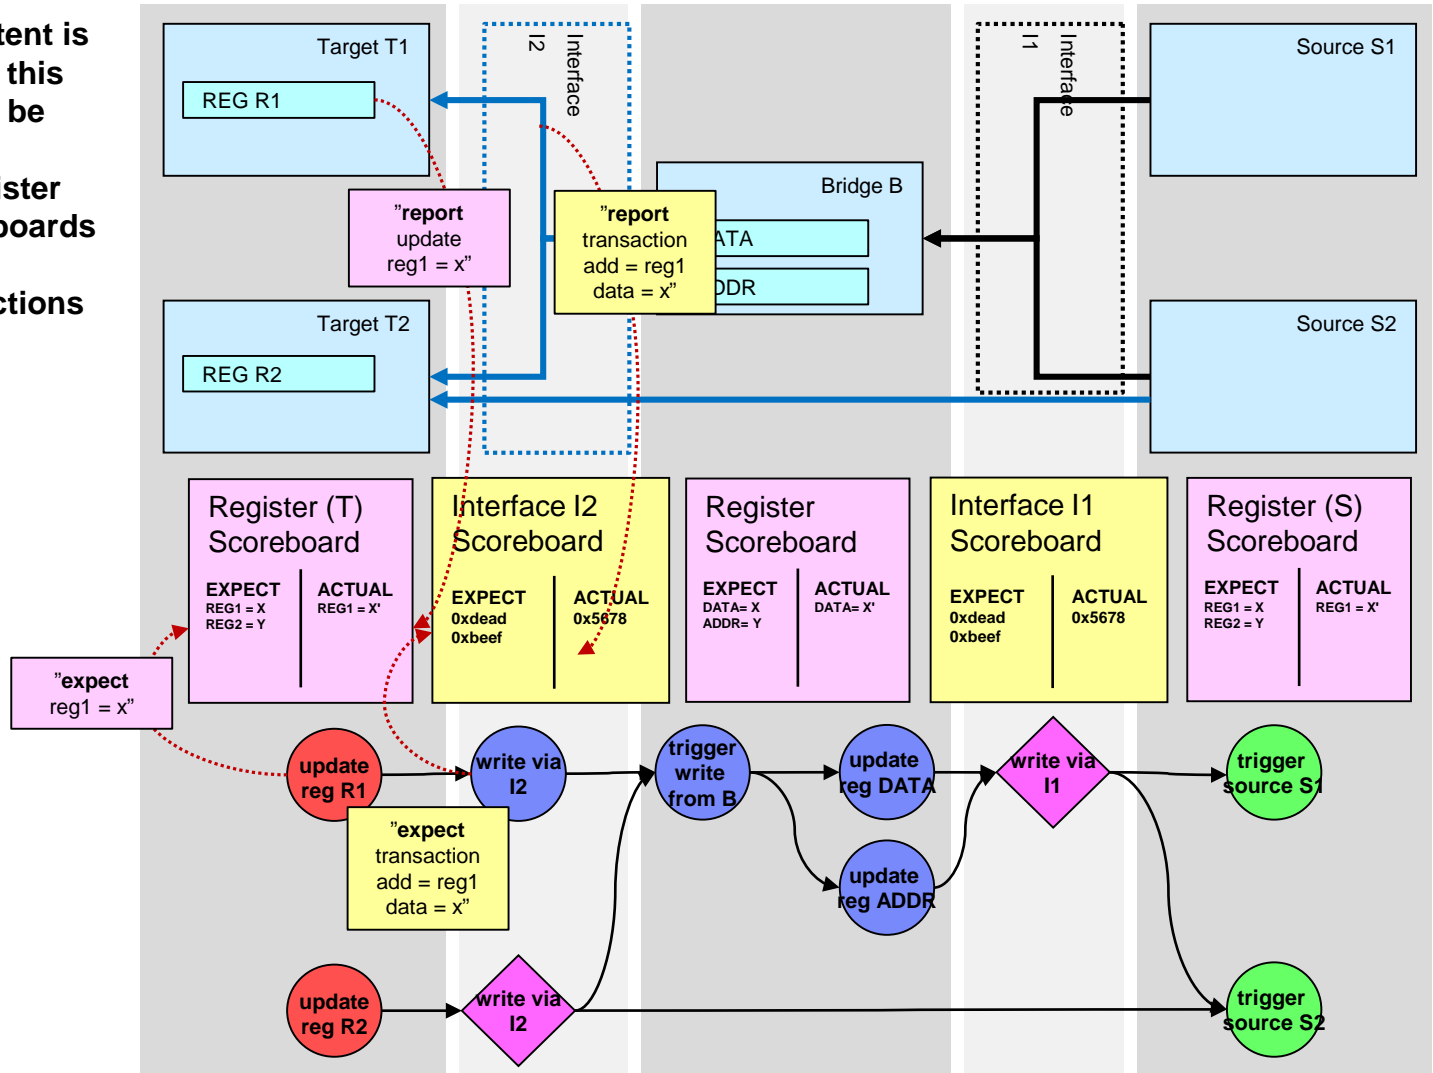 tent is
this
be
ister
boards
ctions
Target T1
REG R1
Interface
I2
Interface
I1
Source S1
Bridge B
ATA
DDR
”report
update
reg1 = x”
”report
transaction
add = reg1
data = x”
Target T2
REG R2
Source S2
Register (T)
Scoreboard
EXPECT
REG1 = X
REG2 = Y
ACTUAL
REG1 = X'
Interface I2
Scoreboard
EXPECT
0xdead
0xbeef
ACTUAL
0x5678
Register
Scoreboard
EXPECT
DATA= X
ADDR= Y
ACTUAL
DATA= X'
Interface I1
Scoreboard
EXPECT
0xdead
0xbeef
ACTUAL
0x5678
Register (S)
Scoreboard
EXPECT
REG1 = X
REG2 = Y
ACTUAL
REG1 = X'
”expect
reg1 = x”
update
reg R1
write via
I2
trigger
write
from B
update
reg DATA
write via
I1
trigger
source S1
”expect
transaction
add = reg1
data = x”
update
reg ADDR
update
reg R2
write via
I2
trigger
source S2